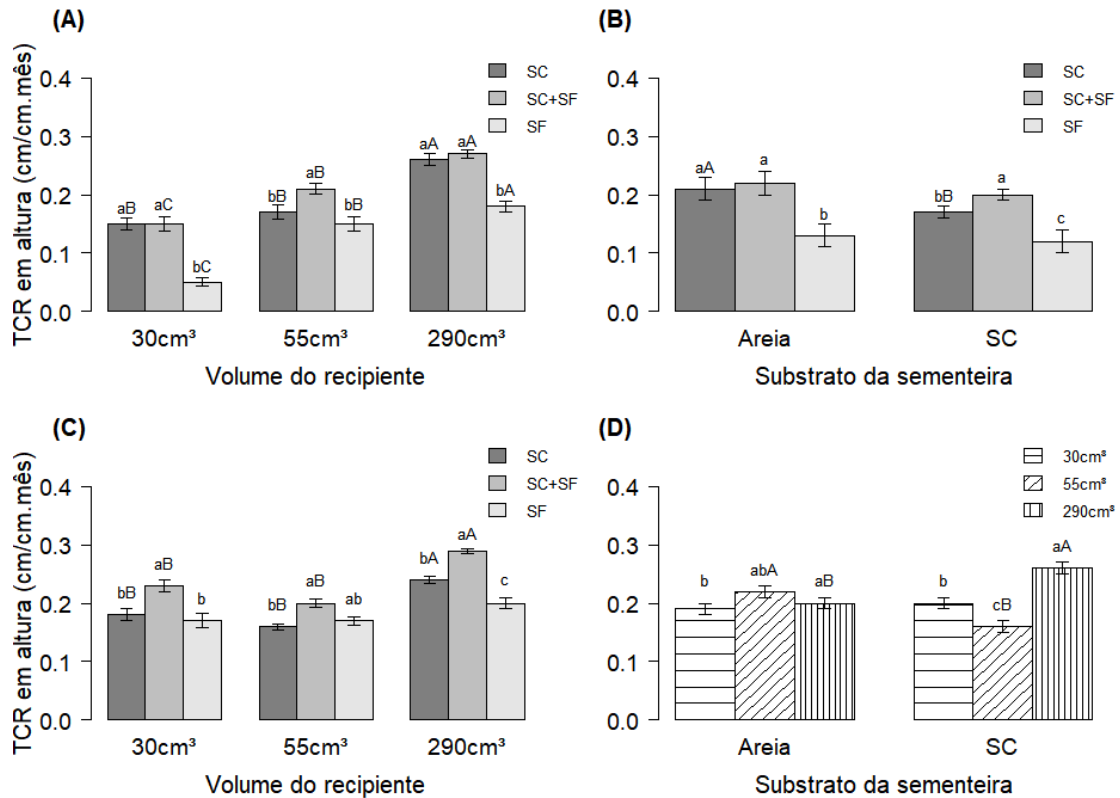 (A)
TCR em altura (cm/cm.mês)
0.4
0.3
0.2
0.1
0.0
SC
SC+SF
SF
aB aC bC
bB aB bB
aA aA bA
30cm³ 55cm³ 290cm³
Volume do recipiente
(B)
0.4
0.3
0.2
0.1
0.0
SC
SC+SF
SF
aA a b
bB a c
Areia SC
Substrato da sementeira
(C)
TCR em altura (cm/cm.mês)
0.4
0.3
0.2
0.1
0.0
SC
SC+SF
SF
bB aB b
bB aB ab
bA aA c
30cm³ 55cm³ 290cm³
Volume do recipiente
(D)
0.4
0.3
0.2
0.1
0.0
30cm³
55cm³
290cm³
b abA aB
b cB aA
Areia SC
Substrato da sementeira